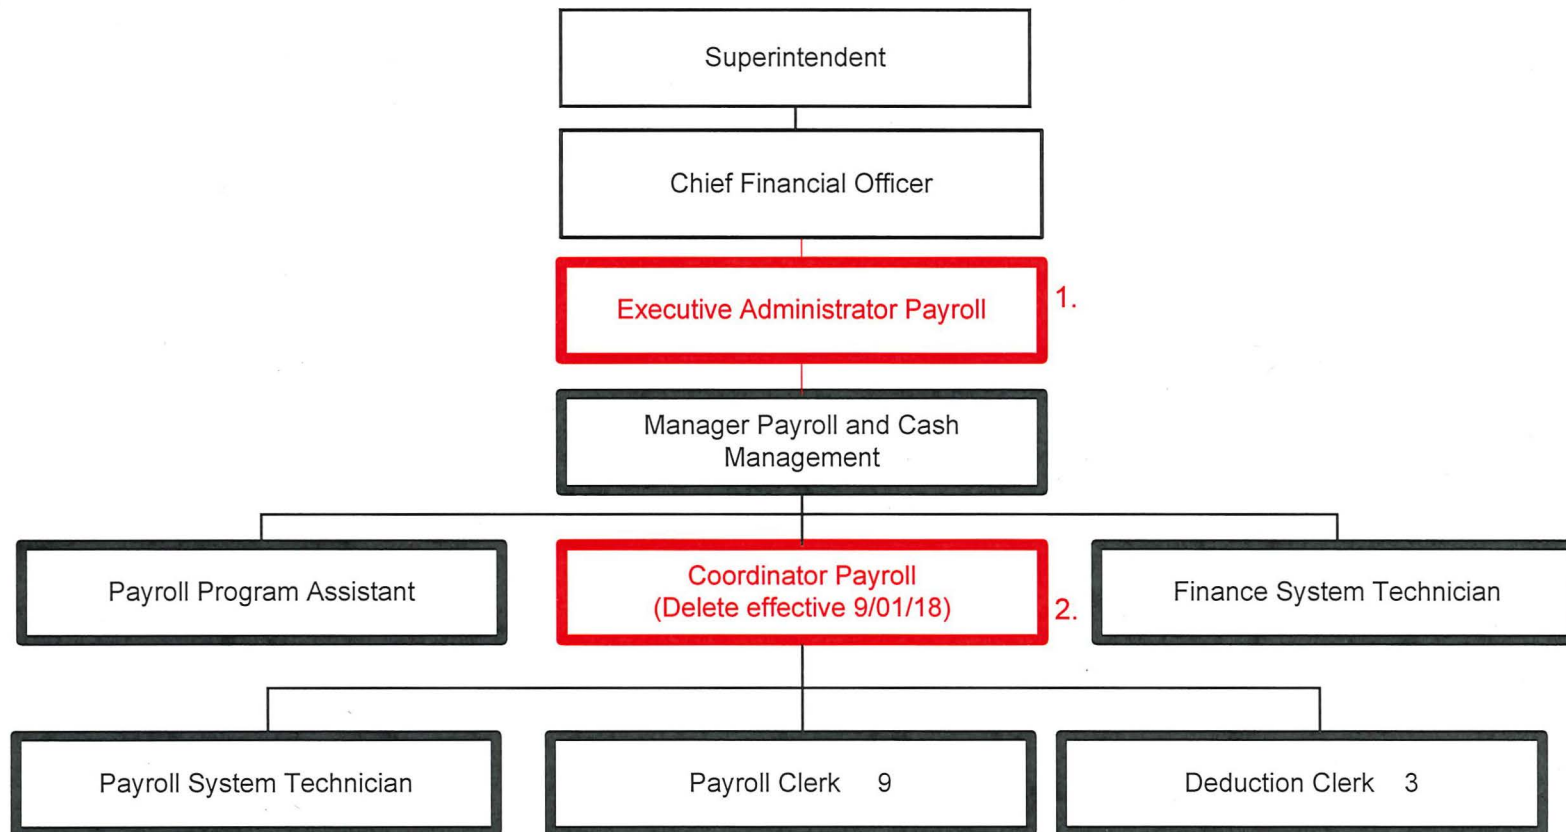 Superintendent
Chief Financial Officer
Executive Administrator Payroll
1.
Manager Payroll and Cash
Management
Payroll Program Assistant
Coordinator Payroll
(Delete effective 9/01/18)
2.
Finance System Technician
Payroll System Technician
Payroll Clerk 9
Deduction Clerk 3